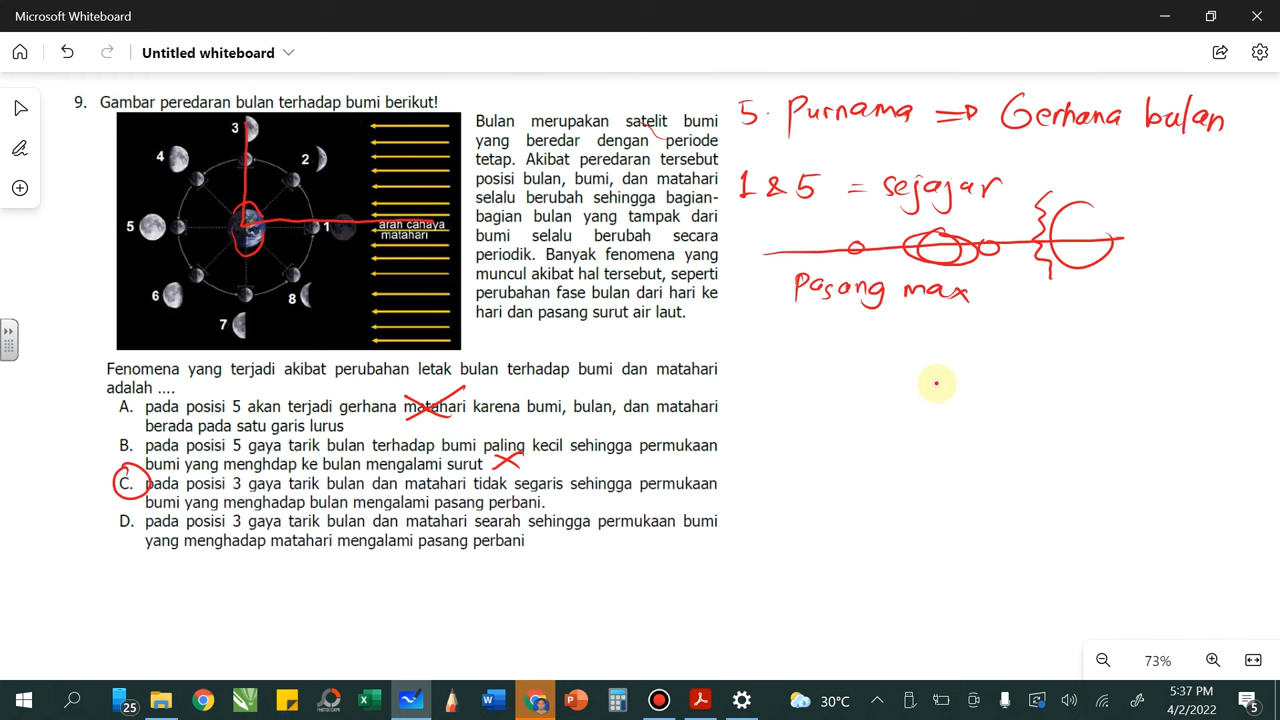 Microsoft Whiteboard
Untitled whiteboard
9. Gambar peredaran bulan terhadap bumi berikut!
3
4
2
5
1
arah cahaya
matahari
6
8
7
Bulan merupakan satelit bumi
yang beredar dengan periode
tetap. Akibat peredaran tersebut
posisi bulan, bumi, dan matahari
selalu berubah sehingga bagian-
bagian bulan yang tampak dari
bumi selalu berubah secara
periodik. Banyak fenomena yang
muncul akibat hal tersebut, seperti
perubahan fase bulan dari hari ke
hari dan pasang surut air laut.
Fenomena yang terjadi akibat perubahan letak bulan terhadap bumi dan matahari
adalah ....
A. pada posisi 5 akan terjadi gerhana matahari karena bumi, bulan, dan matahari
berada pada satu garis lurus
B. pada posisi 5 gaya tarik bulan terhadap bumi paling kecil sehingga permukaan
bumi yang menghdap ke bulan mengalami surut
C. pada posisi 3 gaya tarik bulan dan matahari tidak segaris sehingga permukaan
bumi yang menghadap bulan mengalami pasang perbani.
D. pada posisi 3 gaya tarik bulan dan matahari searah sehingga permukaan bumi
yang menghadap matahari mengalami pasang perbani
5. Purnama => Gerhana bulan
1 & 5 = sejajar
Pasang max
73%
25
30°C
5:37 PM
4/2/2022
5